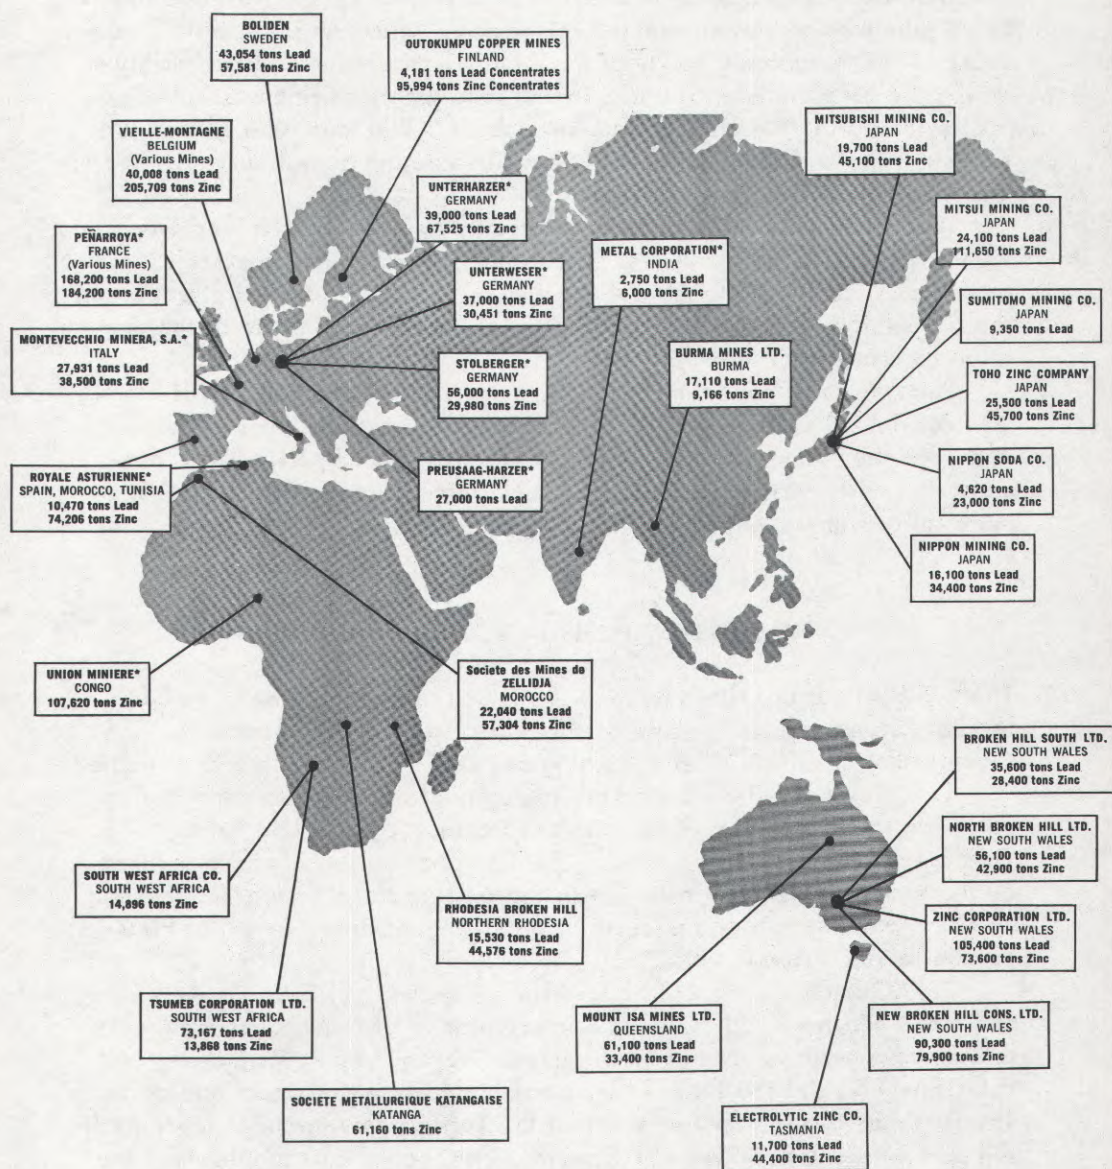 BOLIDEN
SWEDEN
43,054 tons Lead
57,581 tons Zinc
OUTOKUMPU COPPER MINES
FINLAND
4,181 tons Lead Concentrates
95,994 tons Zinc Concentrates
VIEILLE-MONTAGNE
BELGIUM
(Various Mines)
40,008 tons Lead
205,709 tons Zinc
MITSUBISHI MINING CO.
JAPAN
19,700 tons Lead
45,100 tons Zinc
UNTERHARZER*
GERMANY
39,000 tons Lead
67,525 tons Zinc
MITSUI MINING CO.
JAPAN
24,100 tons Lead
111,650 tons Zinc
PEÑARROYA*
FRANCE
(Various Mines)
168,200 tons Lead
184,200 tons Zinc
METAL CORPORATION*
INDIA
2,750 tons Lead
6,000 tons Zinc
UNTERWESER*
GERMANY
37,000 tons Lead
30,451 tons Zinc
SUMITOMO MINING CO.
JAPAN
9,350 tons Lead
MONTEVECCHIO MINERA, S.A.*
ITALY
27,931 tons Lead
38,500 tons Zinc
STOLBERGER*
GERMANY
56,000 tons Lead
29,980 tons Zinc
BURMA MINES LTD.
BURMA
17,110 tons Lead
9,166 tons Zinc
TOHO ZINC COMPANY
JAPAN
25,500 tons Lead
45,700 tons Zinc
ROYALE ASTURIENNE*
SPAIN, MOROCCO, TUNISIA
10,470 tons Lead
74,206 tons Zinc
PREUSAAG-HARZER*
GERMANY
27,000 tons Lead
NIPPON SODA CO.
JAPAN
4,620 tons Lead
23,000 tons Zinc
NIPPON MINING CO.
JAPAN
16,100 tons Lead
34,400 tons Zinc
UNION MINIERE*
CONGO
107,620 tons Zinc
Societe des Mines de
ZELLIDJA
MOROCCO
22,040 tons Lead
57,304 tons Zinc
BROKEN HILL SOUTH LTD.
NEW SOUTH WALES
35,600 tons Lead
28,400 tons Zinc
NORTH BROKEN HILL LTD.
NEW SOUTH WALES
56,100 tons Lead
42,900 tons Zinc
SOUTH WEST AFRICA CO.
SOUTH WEST AFRICA
14,896 tons Zinc
RHODESIA BROKEN HILL
NORTHERN RHODESIA
15,530 tons Lead
44,576 tons Zinc
ZINC CORPORATION LTD.
NEW SOUTH WALES
105,400 tons Lead
73,600 tons Zinc
TSUMEB CORPORATION LTD.
SOUTH WEST AFRICA
73,167 tons Lead
13,868 tons Zinc
MOUNT ISA MINES LTD.
QUEENSLAND
61,100 tons Lead
33,400 tons Zinc
NEW BROKEN HILL CONS. LTD.
NEW SOUTH WALES
90,300 tons Lead
79,900 tons Zinc
SOCIETE METALLURGIQUE KATANGAISE
KATANGA
61,160 tons Zinc
ELECTROLYTIC ZINC CO.
TASMANIA
11,700 tons Lead
44,400 tons Zinc